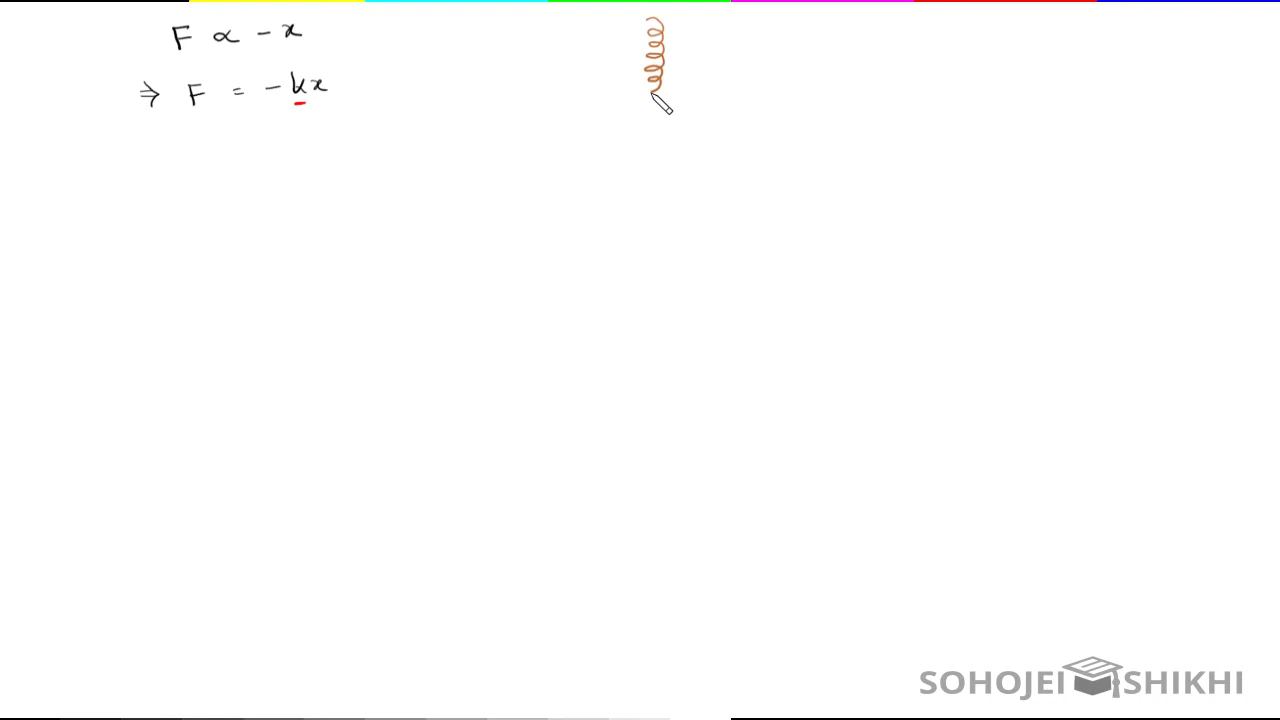 F ∝ - x
⇒ F = - kx
SOHOJEI SHIKHI